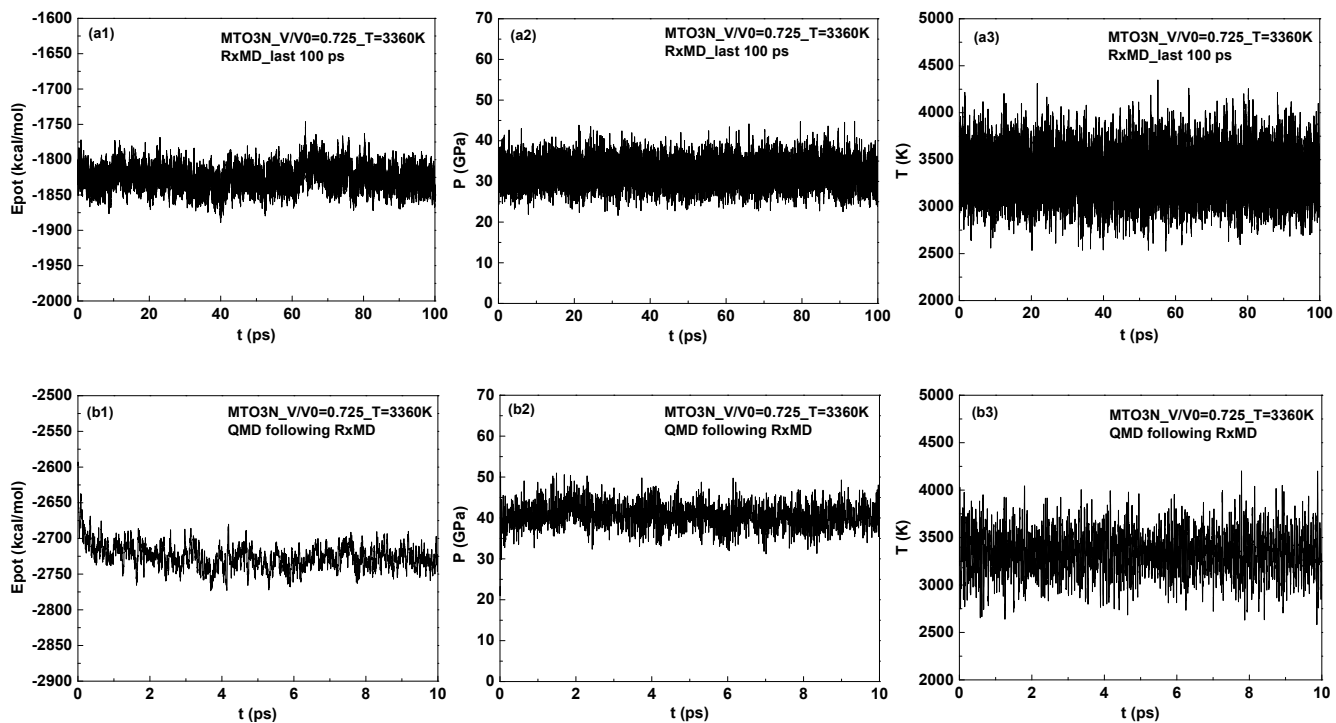 (a1)
MTO3N_V/V0=0.725_T=3360K
RxMD_last 100 ps
Epot (kcal/mol)
-1600
-1650
-1700
-1750
-1800
-1850
-1900
-1950
-2000
0 20 40 60 80 100
t (ps)
(a2)
MTO3N_V/V0=0.725_T=3360K
RxMD_last 100 ps
P (GPa)
70
60
50
40
30
20
10
0
0 20 40 60 80 100
t (ps)
(a3)
MTO3N_V/V0=0.725_T=3360K
RxMD_last 100 ps
T (K)
5000
4500
4000
3500
3000
2500
2000
0 20 40 60 80 100
t (ps)
(b1)
MTO3N_V/V0=0.725_T=3360K
QMD following RxMD
Epot (kcal/mol)
-2500
-2550
-2600
-2650
-2700
-2750
-2800
-2850
-2900
0 2 4 6 8 10
t (ps)
(b2)
MTO3N_V/V0=0.725_T=3360K
QMD following RxMD
P (GPa)
70
60
50
40
30
20
10
0
0 2 4 6 8 10
t (ps)
(b3)
MTO3N_V/V0=0.725_T=3360K
QMD following RxMD
T (K)
5000
4500
4000
3500
3000
2500
2000
0 2 4 6 8 10
t (ps)